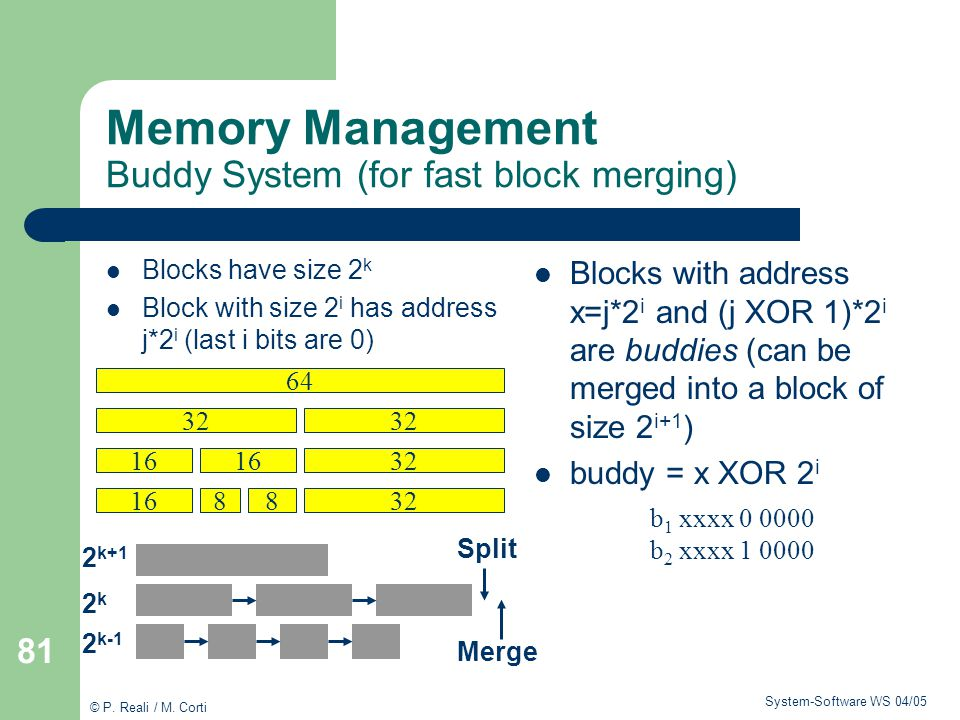 Memory Management
Buddy System (for fast block merging)
Blocks have size 2^k
Block with size 2^i has address
j*2^i (last i bits are 0)
64
32 32
16 16 32
16 8 8 32
2^k+1
2^k
2^k-1
Split
Merge
Blocks with address
x=j*2^i and (j XOR 1)*2^i
are buddies (can be
merged into a block of
size 2^i+1)
buddy = x XOR 2^i
b_1 xxxx 0 0000
b_2 xxxx 1 0000
81
© P. Reali / M. Corti
System-Software WS 04/05